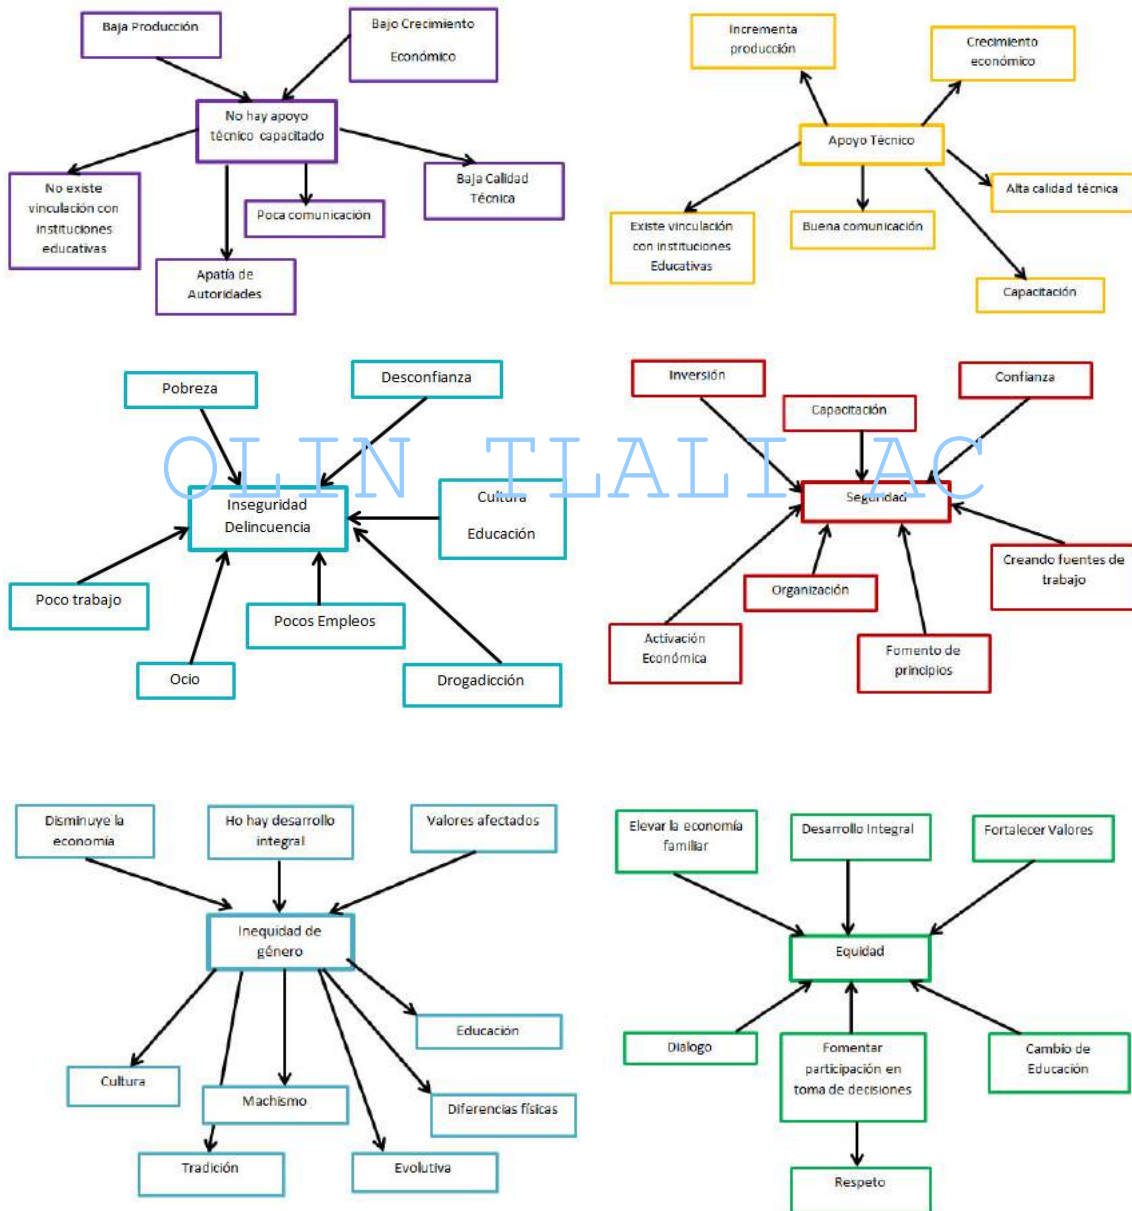 Baja Producción
Bajo Crecimiento
Económico
No hay apoyo
técnico capacitado
No existe
vinculación con
instituciones
educativas
Apatía de
Autoridades
Poca comunicación
Baja Calidad
Técnica
Incrementa
producción
Crecimiento
económico
Apoyo Técnico
Existe vinculación
con instituciones
Educativas
Buena comunicación
Alta calidad técnica
Capacitación
Pobreza
Desconfianza
Inseguridad
Delincuencia
Cultura
Educación
Poco trabajo
Ocio
Pocos Empleos
Drogadicción
Inversión
Capacitación
Confianza
Seguridad
Activación
Económica
Organización
Fomento de
principios
Creando fuentes de
trabajo
OLIN TLALI AC
Disminuye la
economía
Ho hay desarrollo
integral
Valores afectados
Inequidad de
género
Cultura
Tradición
Machismo
Evolutiva
Diferencias físicas
Educación
Elevar la economía
familiar
Desarrollo Integral
Fortalecer Valores
Equidad
Dialogo
Fomentar
participación en
toma de decisiones
Cambio de
Educación
Respeto